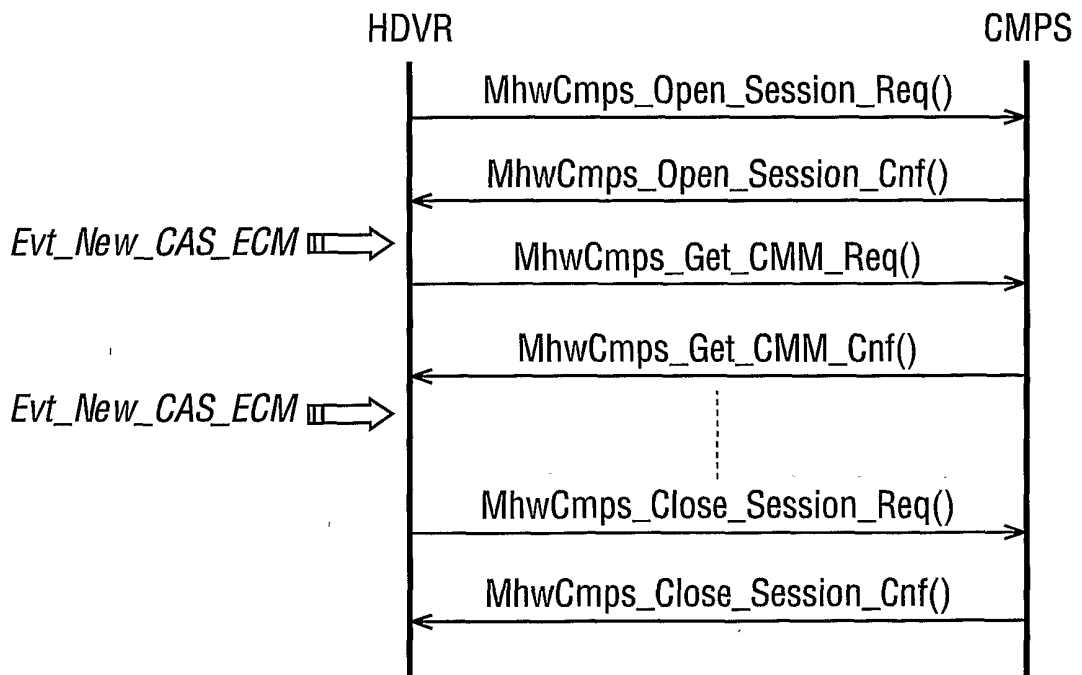 HDVR
CMPS
MhwCmps_Open_Session_Req()
MhwCmps_Open_Session_Cnf()
Evt_New_CAS_ECM
MhwCmps_Get_CMM_Req()
MhwCmps_Get_CMM_Cnf()
Evt_New_CAS_ECM
MhwCmps_Close_Session_Req()
MhwCmps_Close_Session_Cnf()